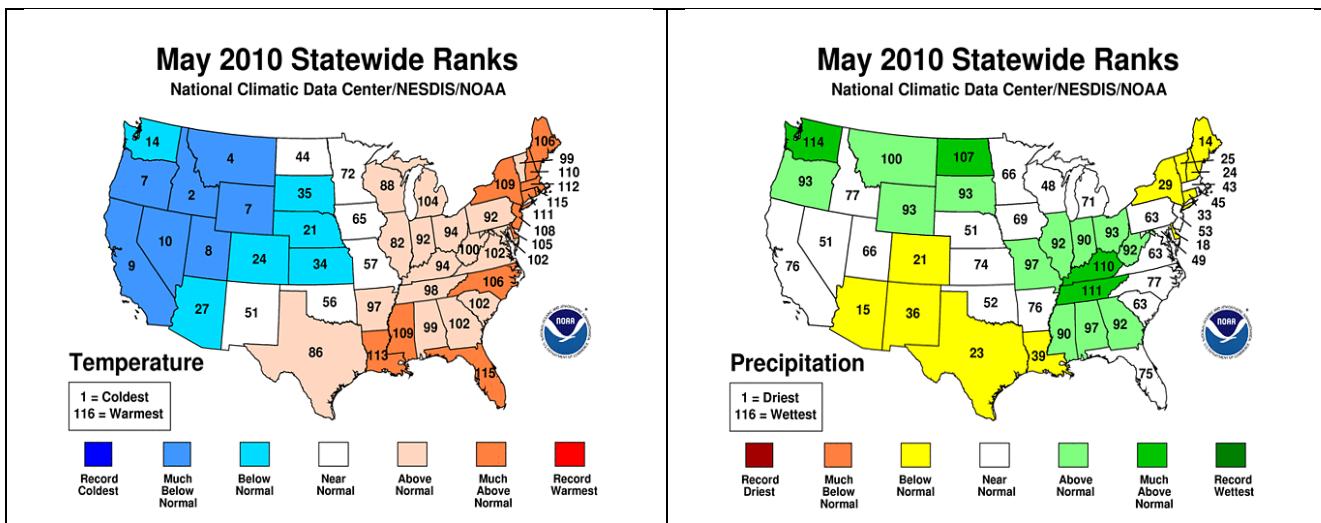 May 2010 Statewide Ranks
National Climatic Data Center/NESDIS/NOAA
14
4
44
72
106
99
110
112
115
111
108
105
102
7
2
7
35
88
104
109
21
65
92
10
8
24
34
57
82
92
94
100
102
9
94
106
98
27
51
56
97
102
109
99
102
86
113
115
NOAA
Temperature
1 = Coldest
116 = Warmest
Record
Coldest
Much
Below
Normal
Below
Normal
Near
Normal
Above
Normal
Much
Above
Normal
Record
Warmest
May 2010 Statewide Ranks
National Climatic Data Center/NESDIS/NOAA
114
100
107
66
14
25
24
43
45
33
53
18
49
93
77
93
93
48
71
29
51
69
63
51
66
21
74
97
92
90
93
92
63
76
110
77
111
15
36
52
76
63
90
97
92
23
39
75
NOAA
Precipitation
1 = Driest
116 = Wettest
Record
Driest
Much
Below
Normal
Below
Normal
Near
Normal
Above
Normal
Much
Above
Normal
Record
Wettest